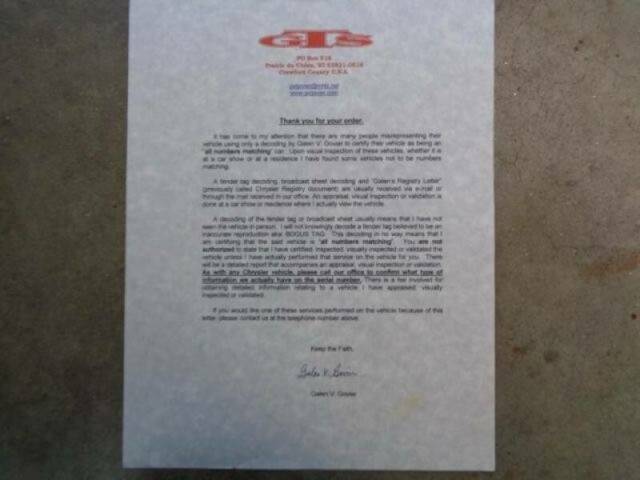 GTS
PO Box 516
Prairie du Chien, WI 53821-0516
Crawford County U.S.A.
Thank you for your order.
It has come to my attention that there are many people misrepresenting their
vehicle using only a decoding by Galen V. Govier to certify their vehicle as being an
"all numbers matching" car. Upon visual inspection of these vehicles, whether it is
at a car show or at a residence I have found some vehicles not to be numbers
matching.
A fender tag decoding, broadcast sheet decoding and "Galen's Registry Letter"
(previously called Chrysler Registry document) are usually received via e-mail or
through the mail received in our office. An appraisal, visual inspection or validation is
done at a car show or residence where I actually view the vehicle.
A decoding of the fender tag or broadcast sheet usually means that I have not
seen the vehicle in person. I will not knowingly decode a fender tag believed to be an
inaccurate reproduction aka: BOGUS TAG. This decoding in no way means that I
am certifying that the said vehicle is "all numbers matching". You are not
authorized to state that I have certified, inspected, visually inspected or validated the
vehicle unless I have actually performed that service on the vehicle for you. There
will be a detailed report that accompanies an appraisal, visual inspection or validation.
As with any Chrysler vehicle, please call our office to confirm what type of
information we actually have on the serial number. There is a fee involved for
obtaining detailed information relating to a vehicle I have appraised, visually
inspected or validated.
If you would like one of these services performed on the vehicle because of this
letter, please contact us at the telephone number above.
Keep the Faith,
Galen V. Govier
Galen V. Govier